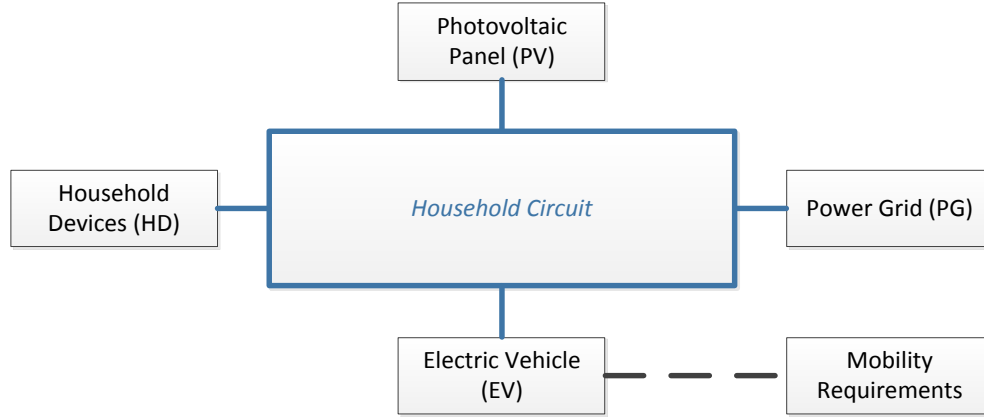 Photovoltaic
Panel (PV)
Household
Devices (HD)
Household Circuit
Power Grid (PG)
Electric Vehicle
(EV)
Mobility
Requirements